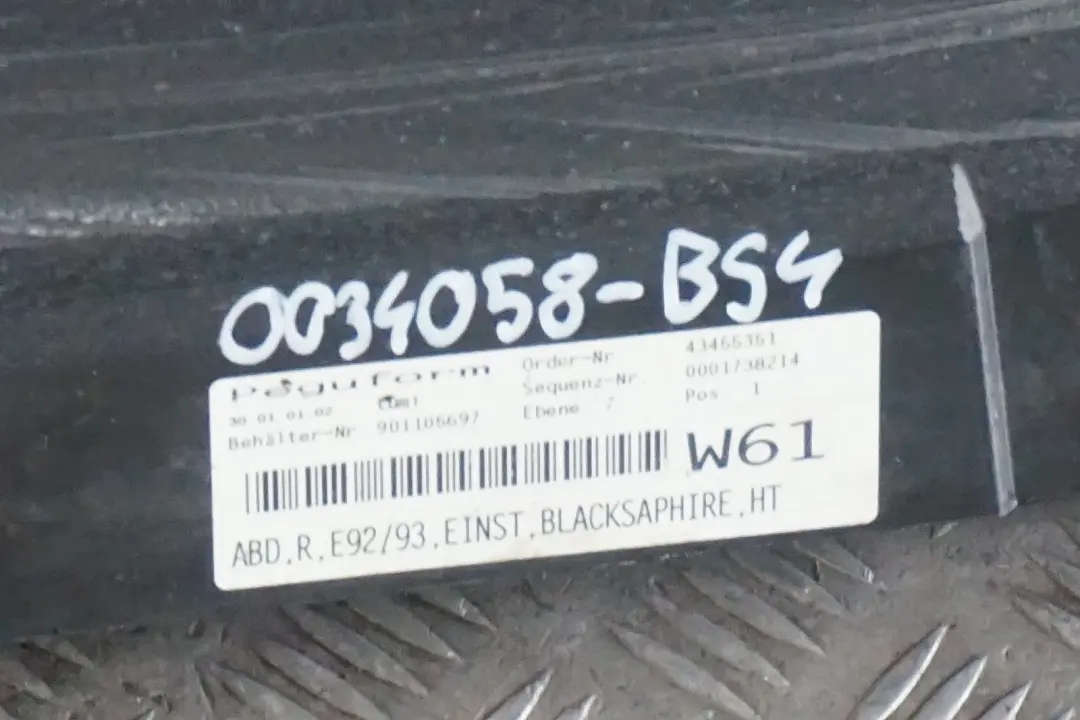 0034058-BS4
Peguform Order-Nr 43465361
Sequenz-Nr. 0001738214
30 01 01 02
Behälter-Nr 901106697 Ebene 7 Pos 1
W61
ABD,R,E92/93,EINST,BLACKSAPHIRE,HT